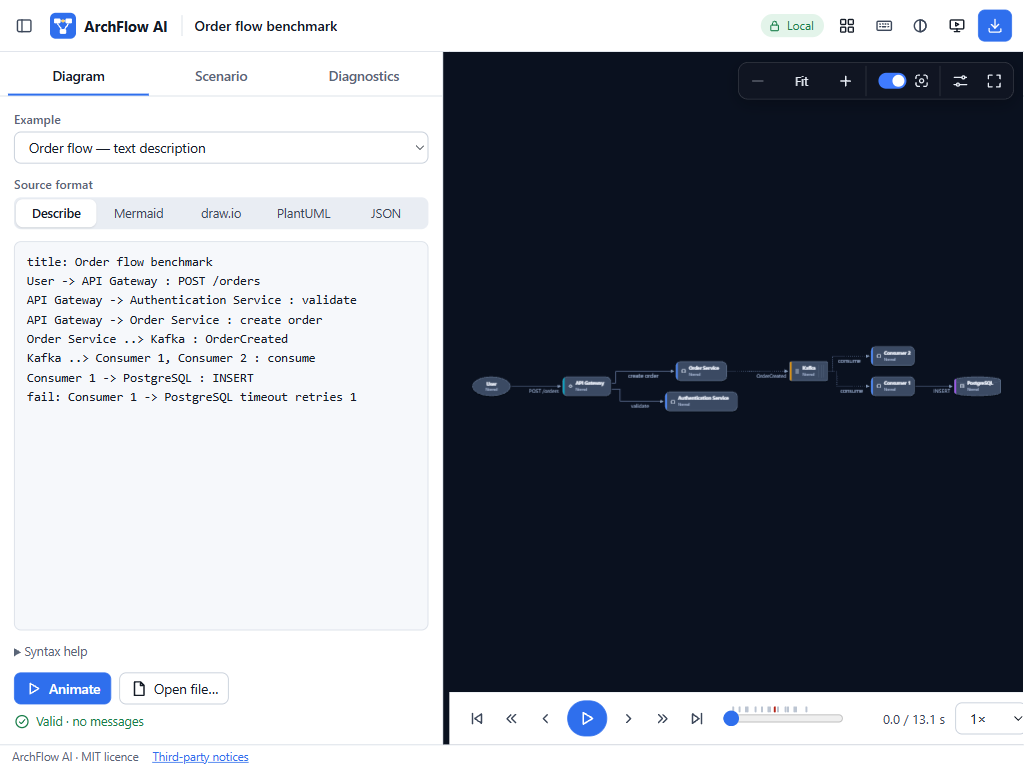 ArchFlow AI
Order flow benchmark
Local
Diagram
Scenario
Diagnostics
Fit
Example
Order flow — text description
Source format
Describe
Mermaid
draw.io
PlantUML
JSON
title: Order flow benchmark
User -> API Gateway : POST /orders
API Gateway -> Authentication Service : validate
API Gateway -> Order Service : create order
Order Service ..> Kafka : OrderCreated
Kafka ..> Consumer 1, Consumer 2 : consume
Consumer 1 -> PostgreSQL : INSERT
fail: Consumer 1 -> PostgreSQL timeout retries 1
User
POST /orders
API Gateway
create order
validate
Order Service
Authentication Service
OrderCreated
Kafka
consume
consume
Consumer 2
Consumer 1
INSERT
PostgreSQL
Syntax help
Animate
Open file...
Valid · no messages
0.0 / 13.1 s
1×
ArchFlow AI · MIT licence
Third-party notices